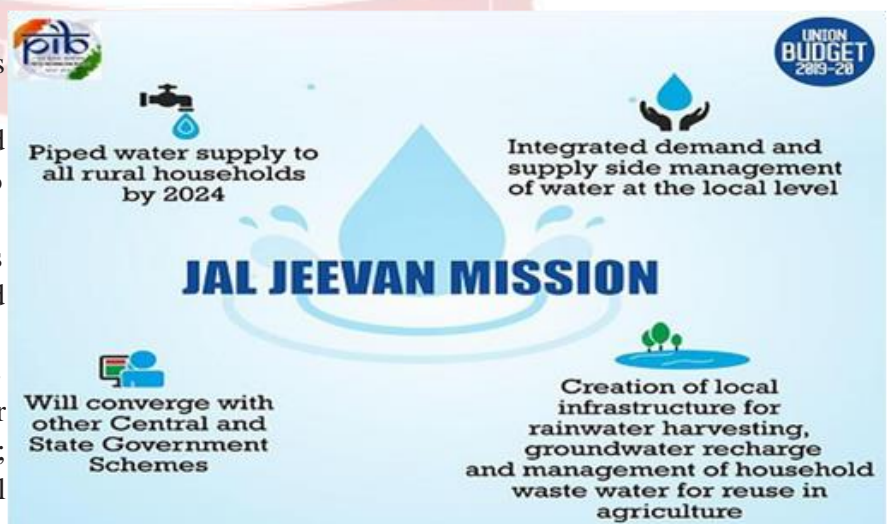 pib
UNION
BUDGET
2019-20
Piped water supply to
all rural households
by 2024
Integrated demand and
supply side management
of water at the local level
JAL JEEVAN MISSION
Will converge with
other Central and
State Government
Schemes
Creation of local
infrastructure for
rainwater harvesting,
groundwater recharge
and management of household
waste water for reuse in
agriculture